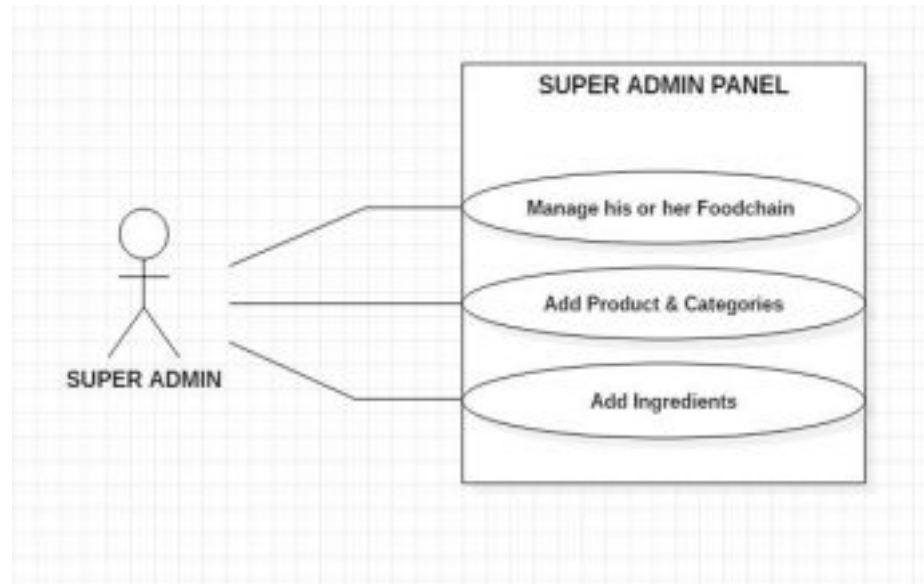 SUPER ADMIN PANEL
Manage his or her Foodchain
Add Product & Categories
SUPER ADMIN
Add Ingredients